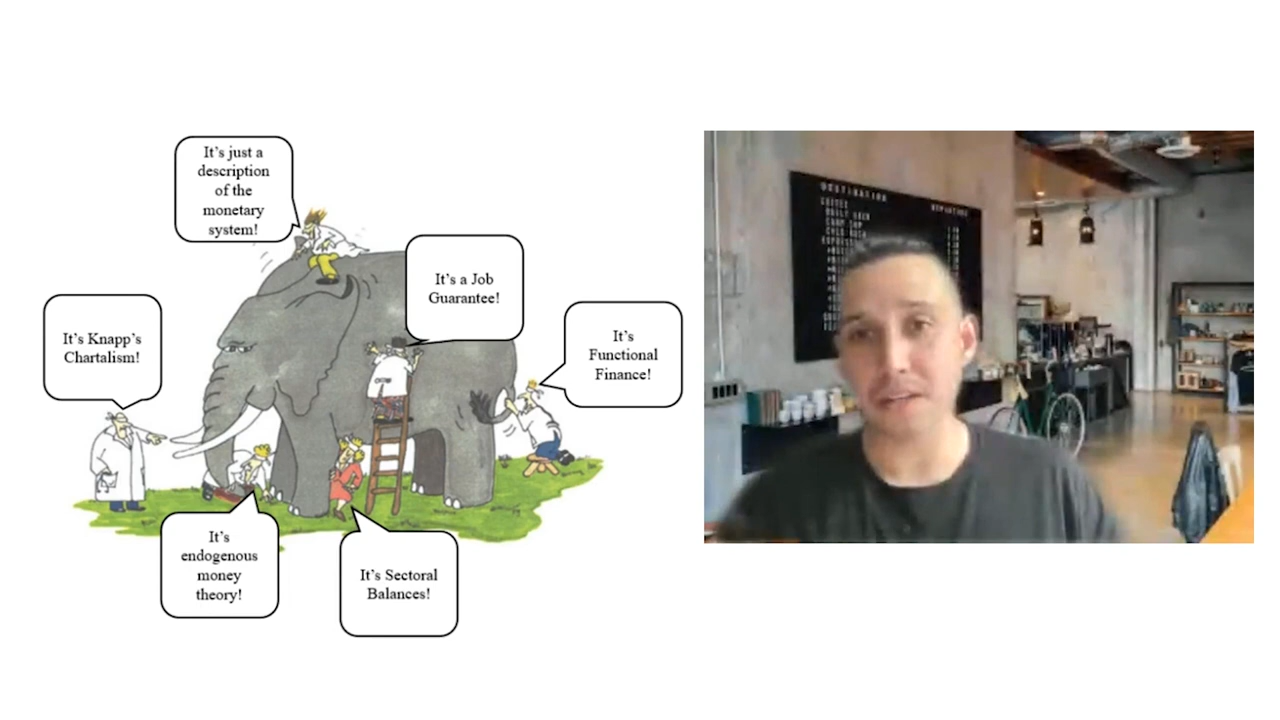 It's just a
description
of the
monetary
system!
It's a Job
Guarantee!
It's Knapp's
Chartalism!
It's
Functional
Finance!
It's
endogenous
money
theory!
It's Sectoral
Balances!
DESTINATION